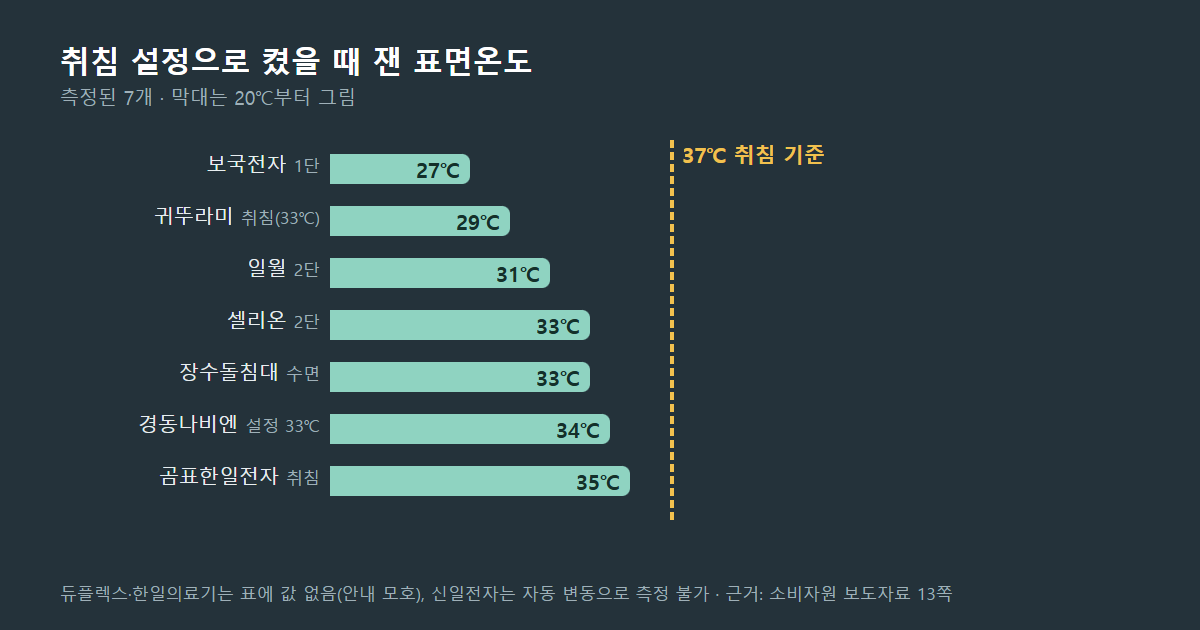 취침 설정으로 켰을 때 잰 표면온도
측정된 7개 · 막대는 20℃부터 그림
37℃ 취침 기준
보국전자 1단 27℃
귀뚜라미 취침(33℃) 29℃
일월 2단 31℃
셀리온 2단 33℃
장수돌침대 수면 33℃
경동나비엔 설정 33℃ 34℃
곰표한일전자 취침 35℃
듀플렉스·한일의료기는 표에 값 없음(안내 모호), 신일전자는 자동 변동으로 측정 불가 · 근거: 소비자원 보도자료 13쪽